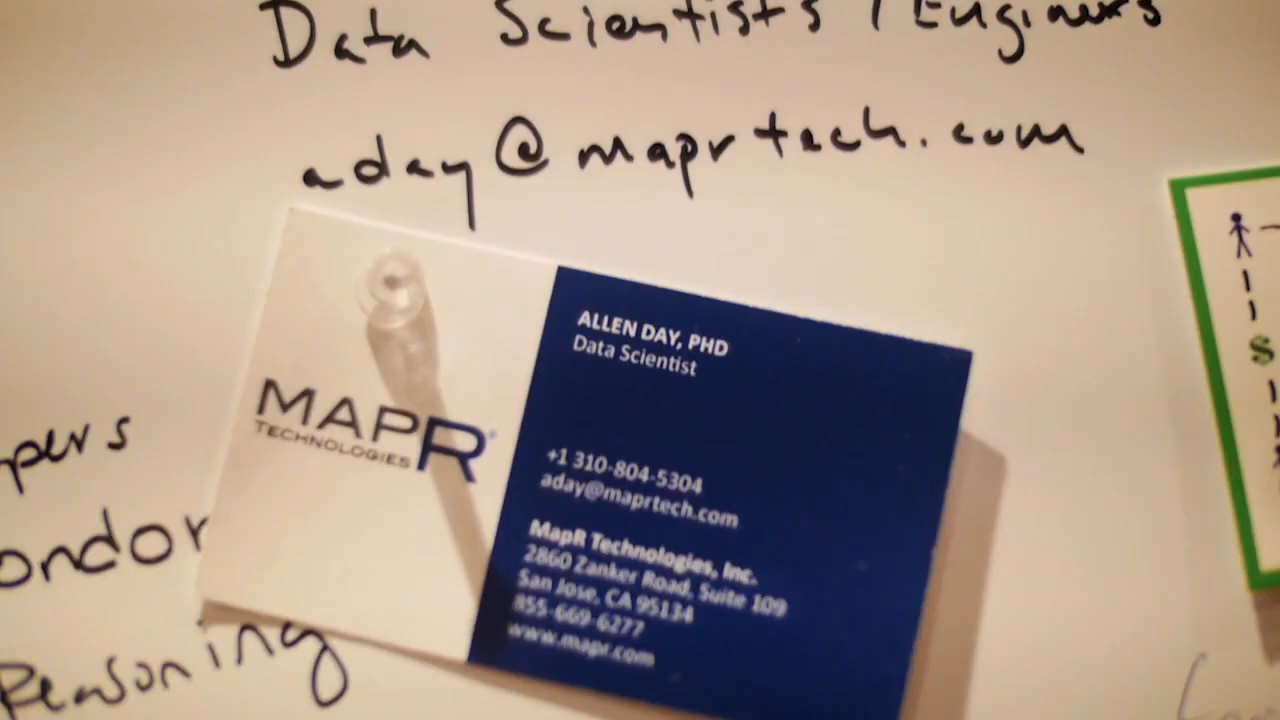 Data Scientists / Engineers
aday@maprtech.com
ALLEN DAY, PHD
Data Scientist
MAPR
TECHNOLOGIES
+1 310-804-5304
aday@maprtech.com
MapR Technologies, Inc.
2860 Zanker Road, Suite 109
San Jose, CA 95134
855-669-6277
www.mapr.com
pers
ondor
Reasoning
$